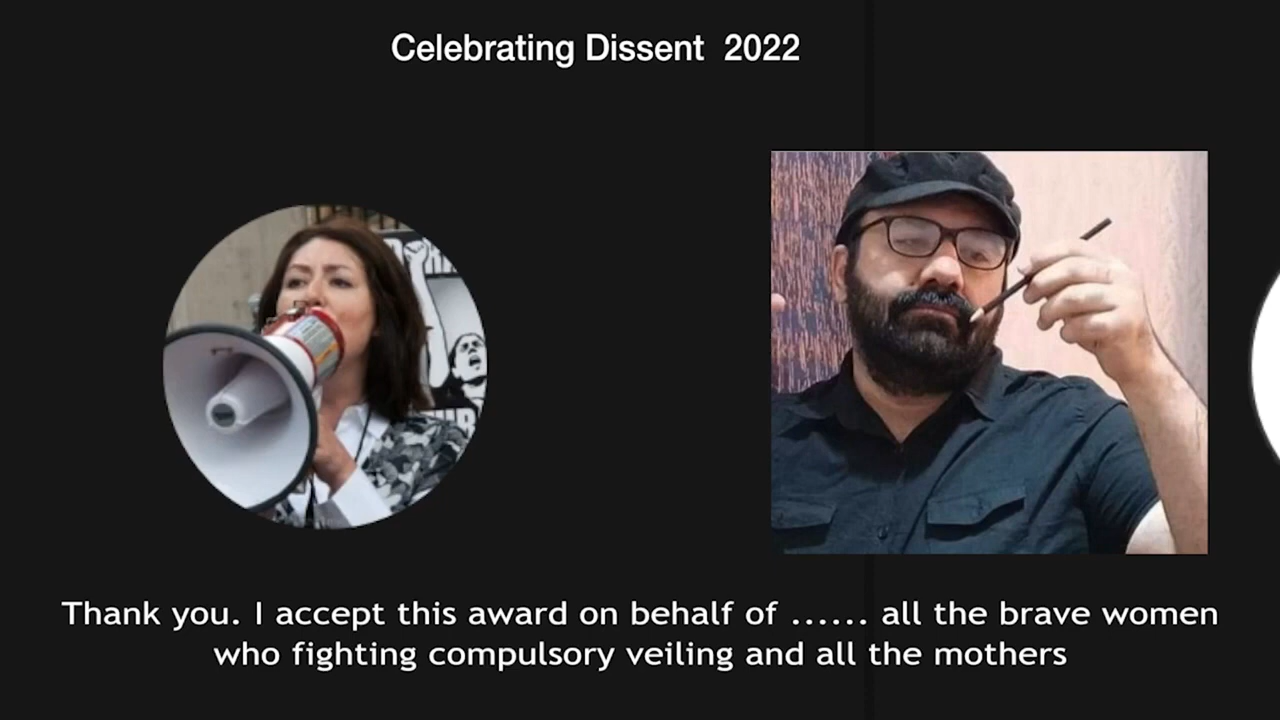 Celebrating Dissent 2022
Thank you. I accept this award on behalf of ...... all the brave women
who fighting compulsory veiling and all the mothers